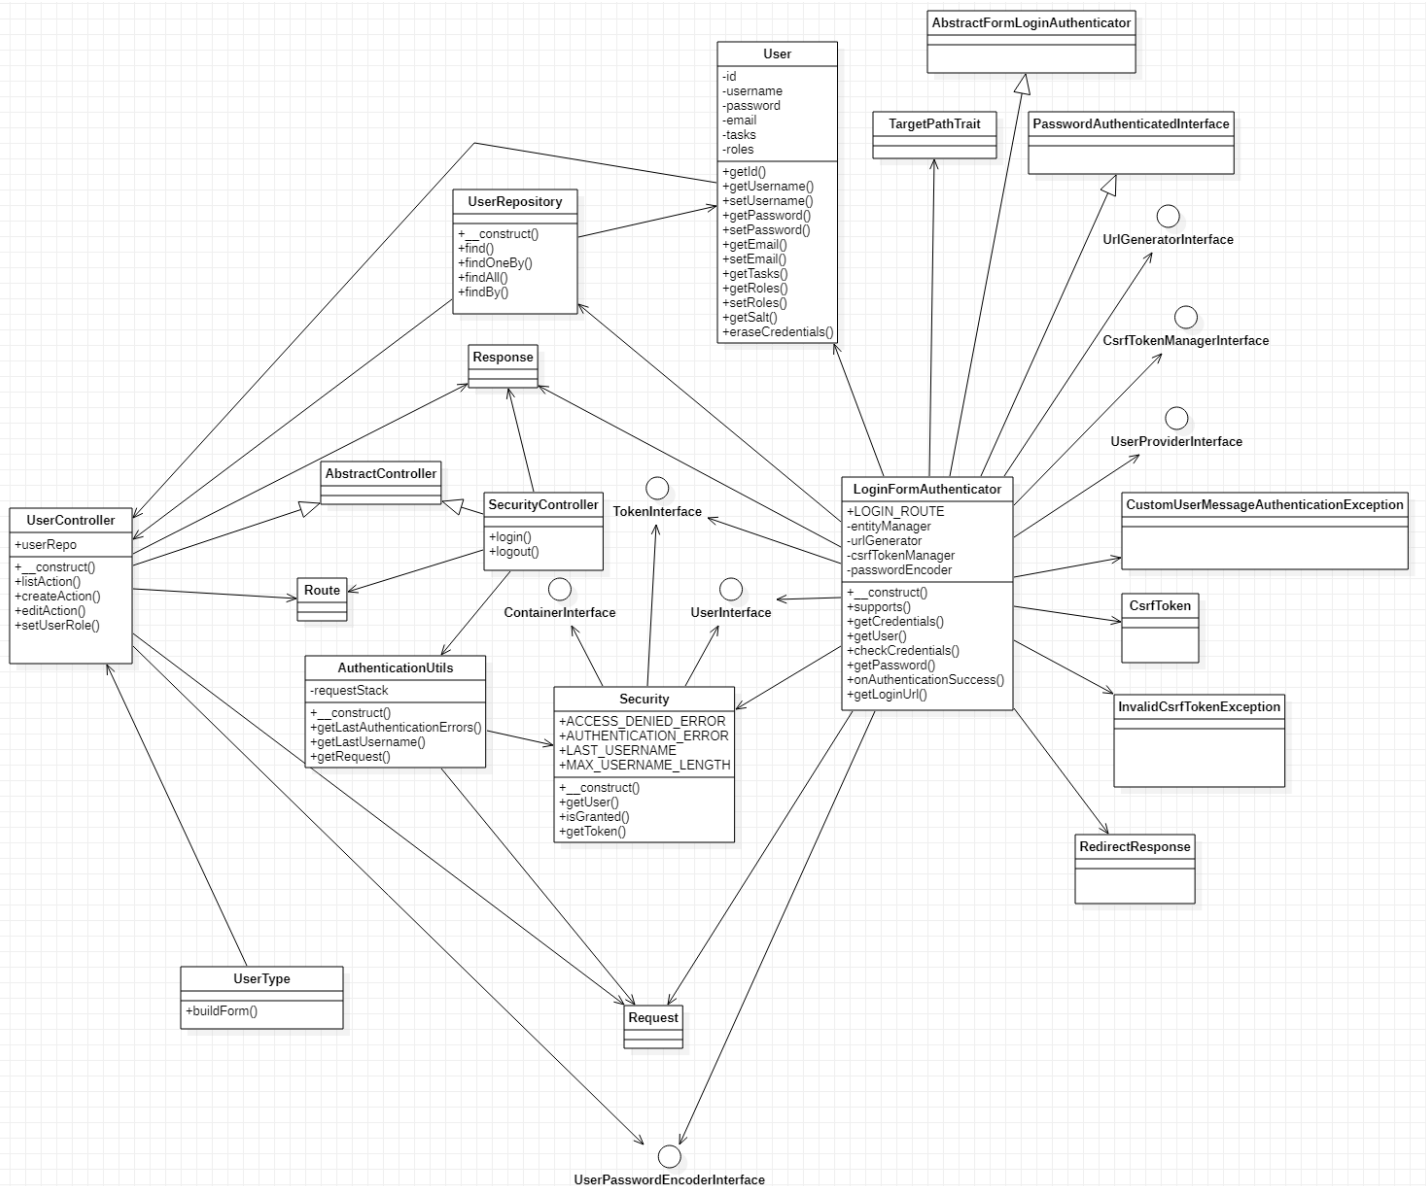 AbstractFormLoginAuthenticator
User
-id
-username
-password
-email
-tasks
-roles
+getId()
+getUsername()
+setUsername()
+getPassword()
+setPassword()
+getEmail()
+setEmail()
+getTasks()
+getRoles()
+setRoles()
+getSalt()
+eraseCredentials()
TargetPathTrait
PasswordAuthenticatedInterface
UserRepository
+__construct()
+find()
+findOneBy()
+findAll()
+findBy()
UrlGeneratorInterface
CsrfTokenManagerInterface
Response
UserProviderInterface
AbstractController
SecurityController
+login()
+logout()
TokenInterface
LoginFormAuthenticator
+LOGIN_ROUTE
-entityManager
-urlGenerator
-csrfTokenManager
-passwordEncoder
+__construct()
+supports()
+getCredentials()
+getUser()
+checkCredentials()
+getPassword()
+onAuthenticationSuccess()
+getLoginUrl()
CustomUserMessageAuthenticationException
UserController
+userRepo
+__construct()
+listAction()
+createAction()
+editAction()
+setUserRole()
Route
ContainerInterface
UserInterface
CsrfToken
AuthenticationUtils
-requestStack
+__construct()
+getLastAuthenticationErrors()
+getLastUsername()
+getRequest()
Security
+ACCESS_DENIED_ERROR
+AUTHENTICATION_ERROR
+LAST_USERNAME
+MAX_USERNAME_LENGTH
+__construct()
+getUser()
+isGranted()
+getToken()
InvalidCsrfTokenException
RedirectResponse
UserType
+buildForm()
Request
UserPasswordEncoderInterface